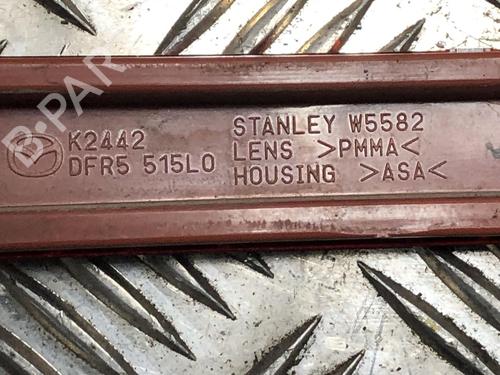 K2442
DFR5 515L0
STANLEY W5582
LENS >PMMA<
HOUSING >ASA<
B-PAR